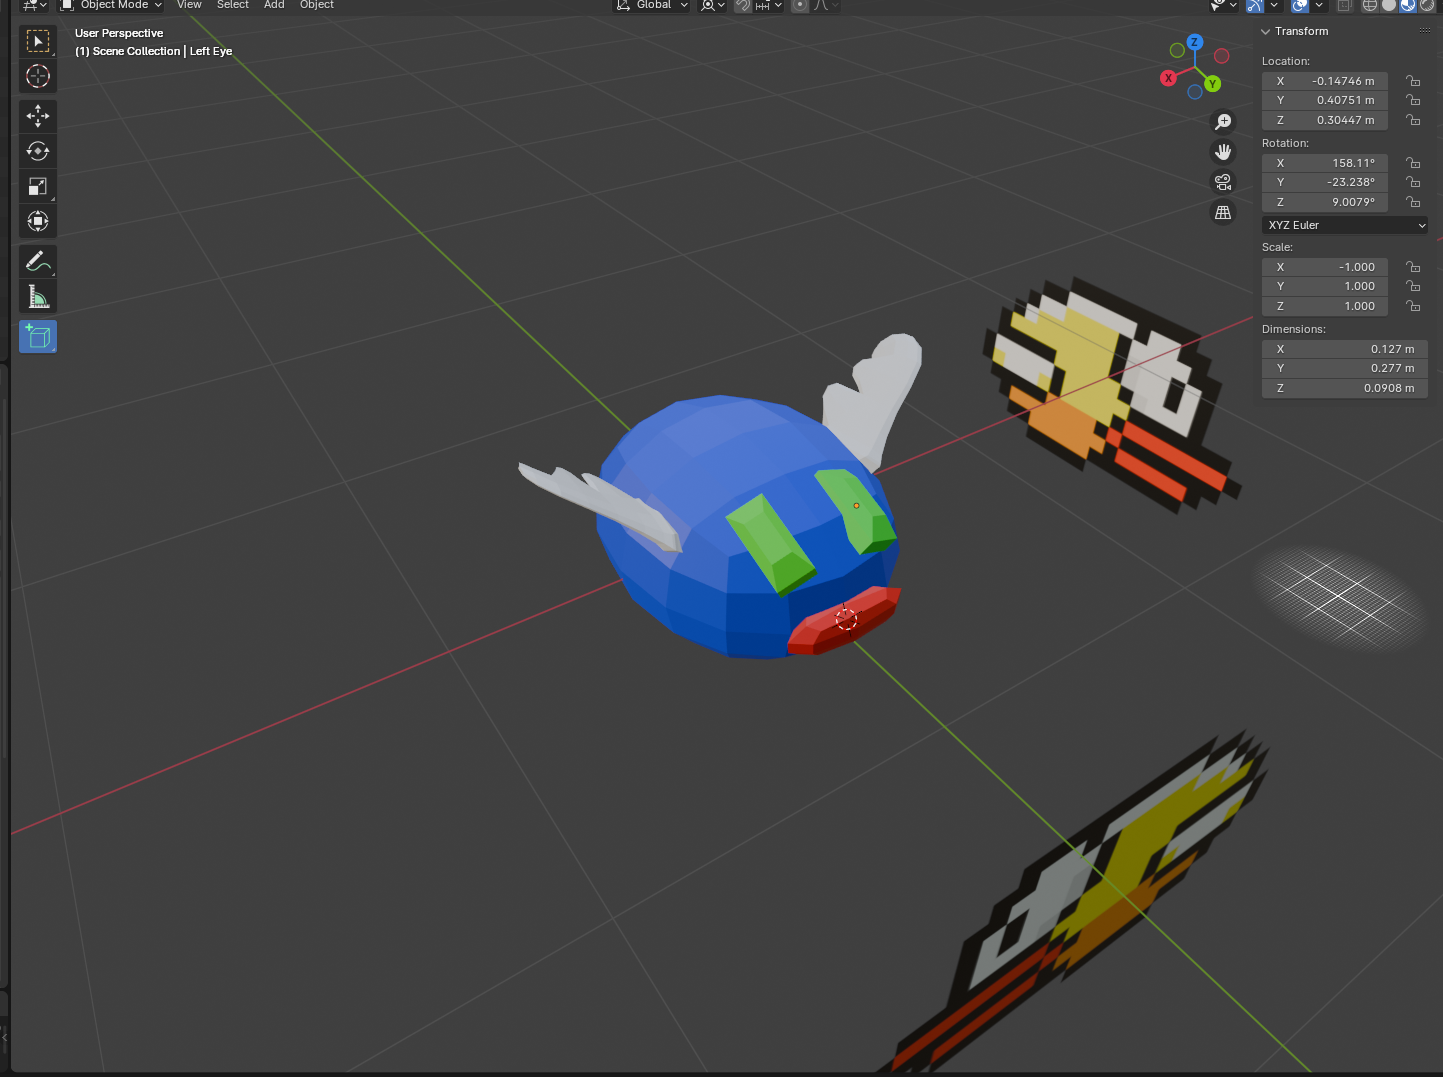 Object Mode View Select Add Object Global
User Perspective
(1) Scene Collection | Left Eye
Z
X
Y
Transform
Location:
X -0.14746 m
Y 0.40751 m
Z 0.30447 m
Rotation:
X 158.11°
Y -23.238°
Z 9.0079°
XYZ Euler
Scale:
X -1.000
Y 1.000
Z 1.000
Dimensions:
X 0.127 m
Y 0.277 m
Z 0.0908 m